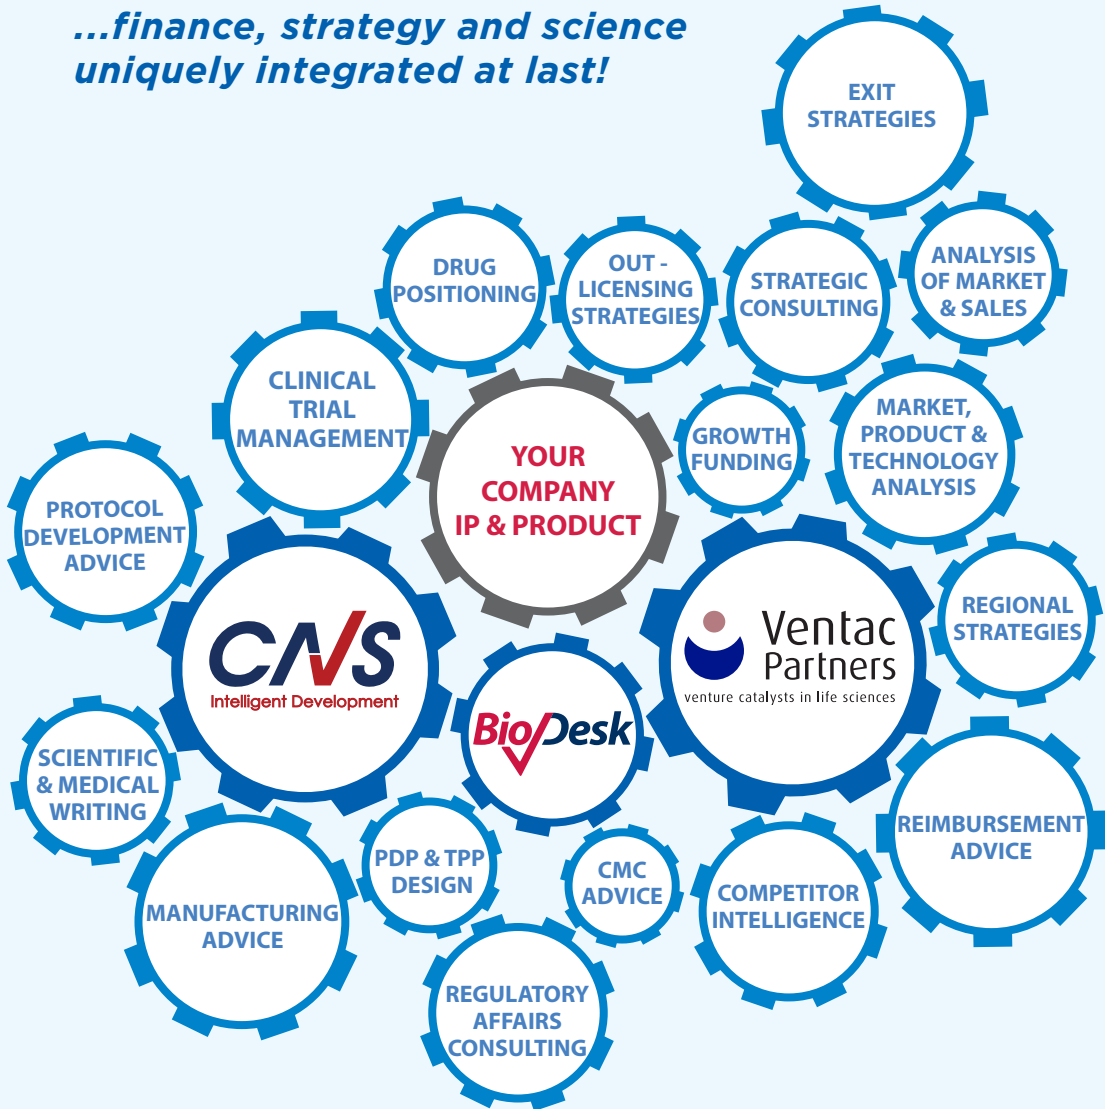 ...finance, strategy and science
uniquely integrated at last!
EXIT
STRATEGIES
DRUG
POSITIONING
OUT -
LICENSING
STRATEGIES
STRATEGIC
CONSULTING
ANALYSIS
OF MARKET
& SALES
CLINICAL
TRIAL
MANAGEMENT
YOUR
COMPANY
IP & PRODUCT
GROWTH
FUNDING
MARKET,
PRODUCT &
TECHNOLOGY
ANALYSIS
PROTOCOL
DEVELOPMENT
ADVICE
CNS
Intelligent Development
BioDesk
Ventac
Partners
venture catalysts in life sciences
REGIONAL
STRATEGIES
SCIENTIFIC
& MEDICAL
WRITING
MANUFACTURING
ADVICE
PDP & TPP
DESIGN
CMC
ADVICE
COMPETITOR
INTELLIGENCE
REIMBURSEMENT
ADVICE
REGULATORY
AFFAIRS
CONSULTING